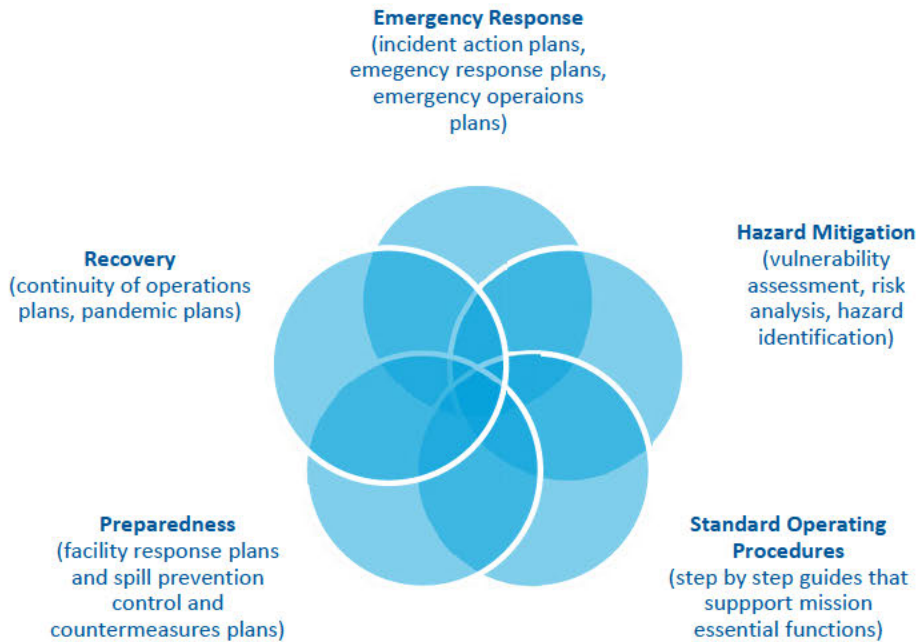 Emergency Response
(incident action plans,
emegency response plans,
emergency operaions
plans)
Hazard Mitigation
(vulnerability
assessment, risk
analysis, hazard
identification)
Recovery
(continuity of operations
plans, pandemic plans)
Preparedness
(facility response plans
and spill prevention
control and
countermeasures plans)
Standard Operating
Procedures
(step by step guides that
suppport mission
essential functions)